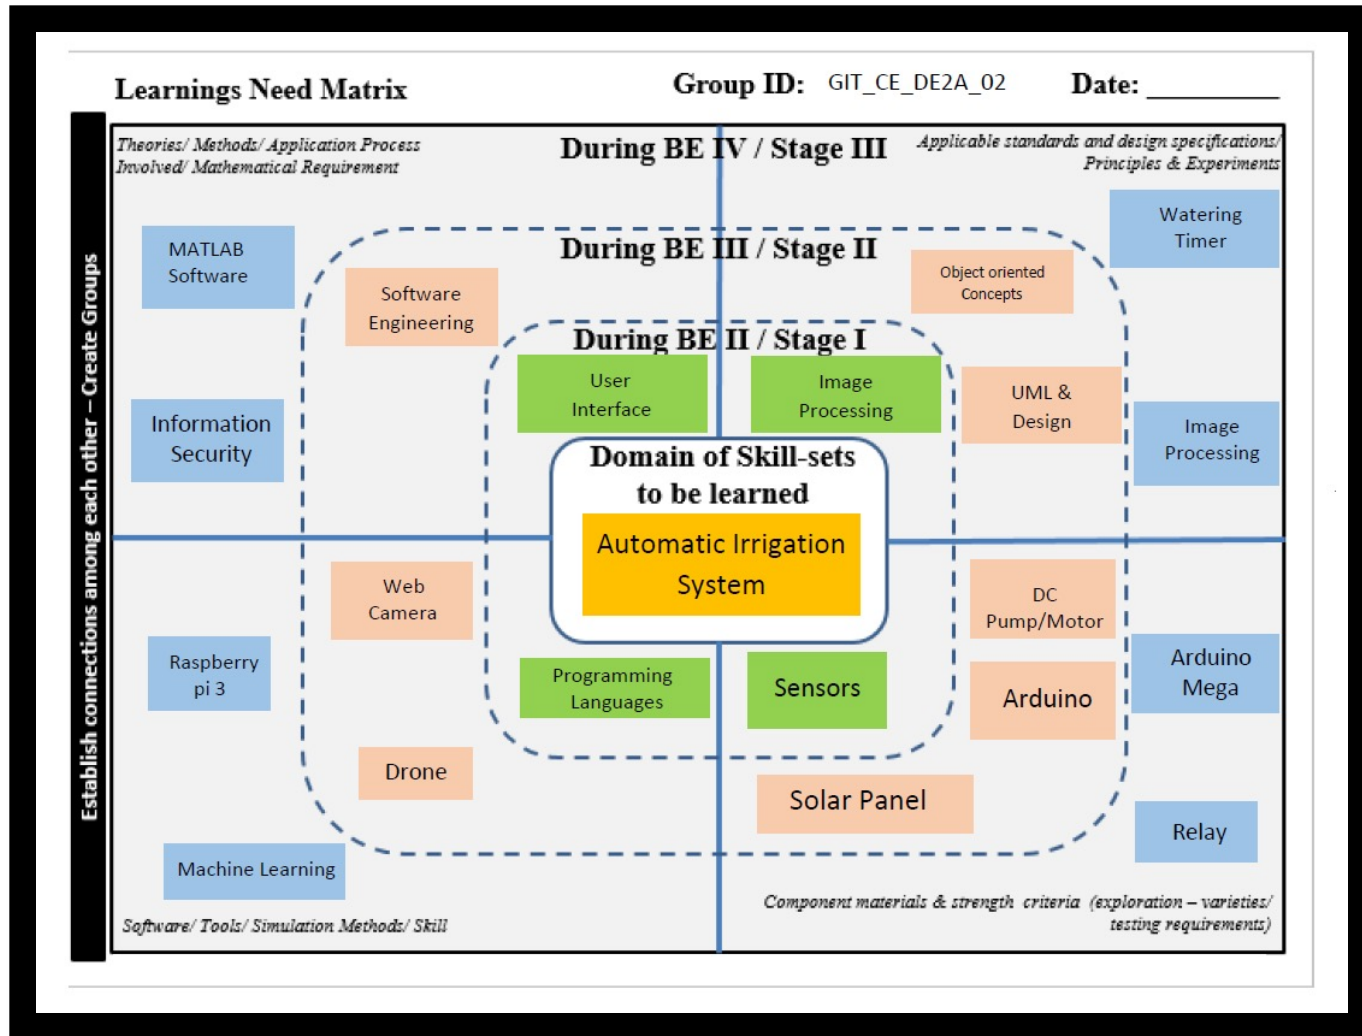 Learnings Need Matrix
Group ID: GIT_CE_DE2A_02
Date: __________
Establish connections among each other – Create Groups
Theories/ Methods/ Application Process
Involved/ Mathematical Requirement
During BE IV / Stage III
Applicable standards and design specifications/
Principles & Experiments
MATLAB
Software
Watering
Timer
During BE III / Stage II
Software
Engineering
Object oriented
Concepts
During BE II / Stage I
User
Interface
Image
Processing
UML &
Design
Information
Security
Image
Processing
Domain of Skill-sets
to be learned
Automatic Irrigation
System
Web
Camera
DC
Pump/Motor
Raspberry
pi 3
Programming
Languages
Sensors
Arduino
Arduino
Mega
Drone
Solar Panel
Relay
Machine Learning
Software/ Tools/ Simulation Methods/ Skill
Component materials & strength criteria (exploration – varieties/
testing requirements)